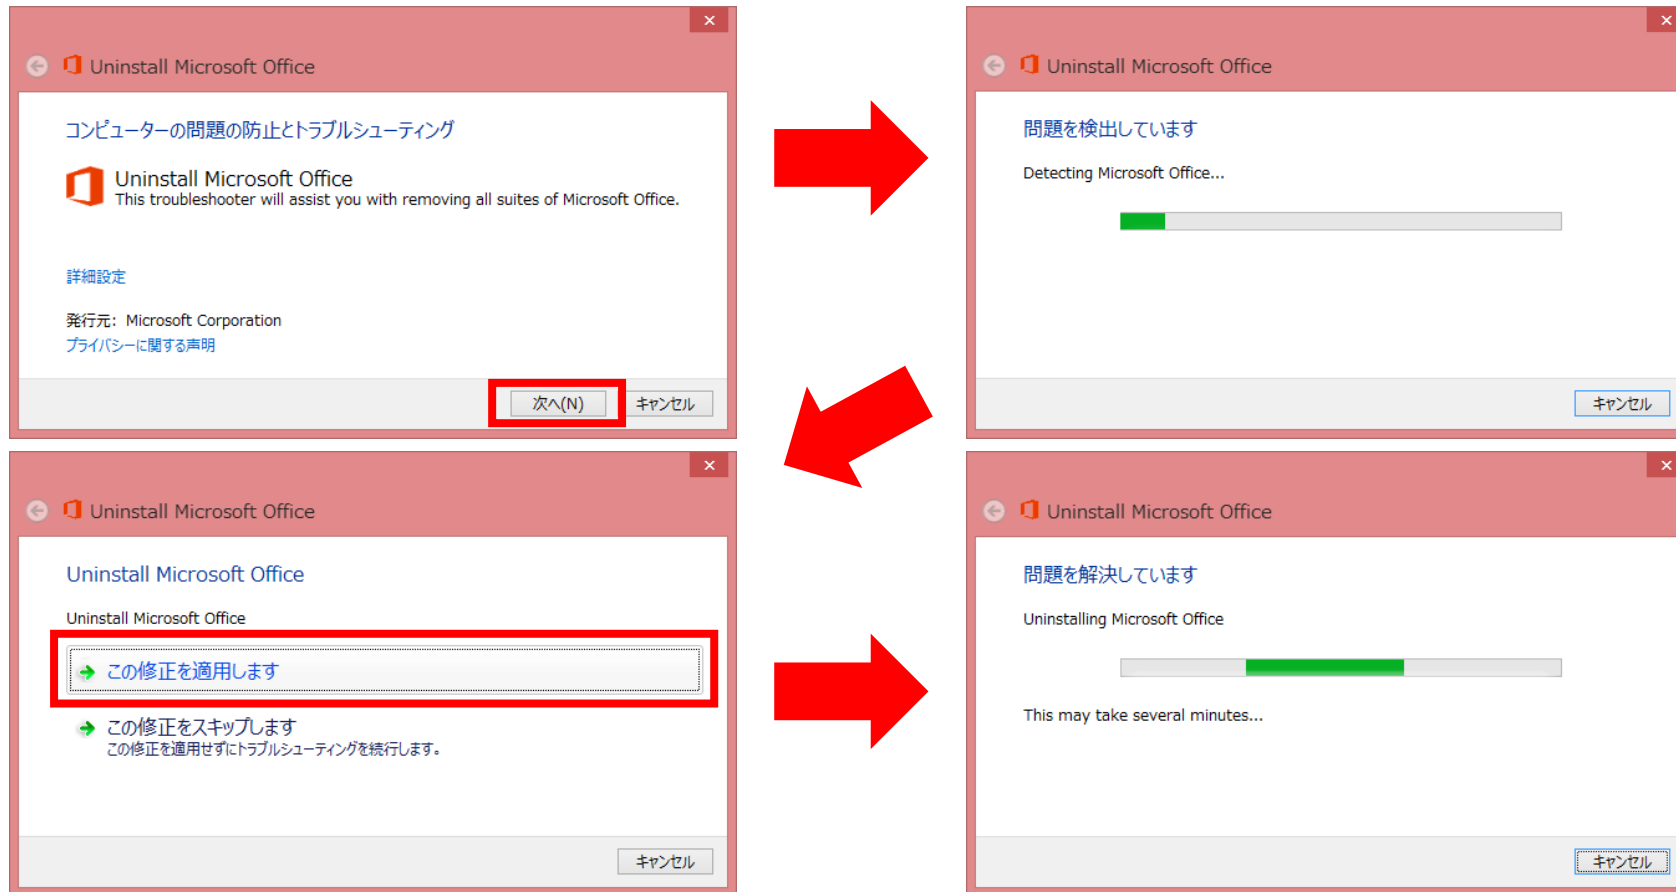 Uninstall Microsoft Office
コンピューターの問題の防止とトラブルシューティング
Uninstall Microsoft Office
This troubleshooter will assist you with removing all suites of Microsoft Office.
詳細設定
発行元: Microsoft Corporation
プライバシーに関する声明
次へ(N)
キャンセル
Uninstall Microsoft Office
問題を検出しています
Detecting Microsoft Office...
キャンセル
Uninstall Microsoft Office
Uninstall Microsoft Office
Uninstall Microsoft Office
この修正を適用します
この修正をスキップします
この修正を適用せずにトラブルシューティングを続行します。
キャンセル
Uninstall Microsoft Office
問題を解決しています
Uninstalling Microsoft Office
This may take several minutes...
キャンセル